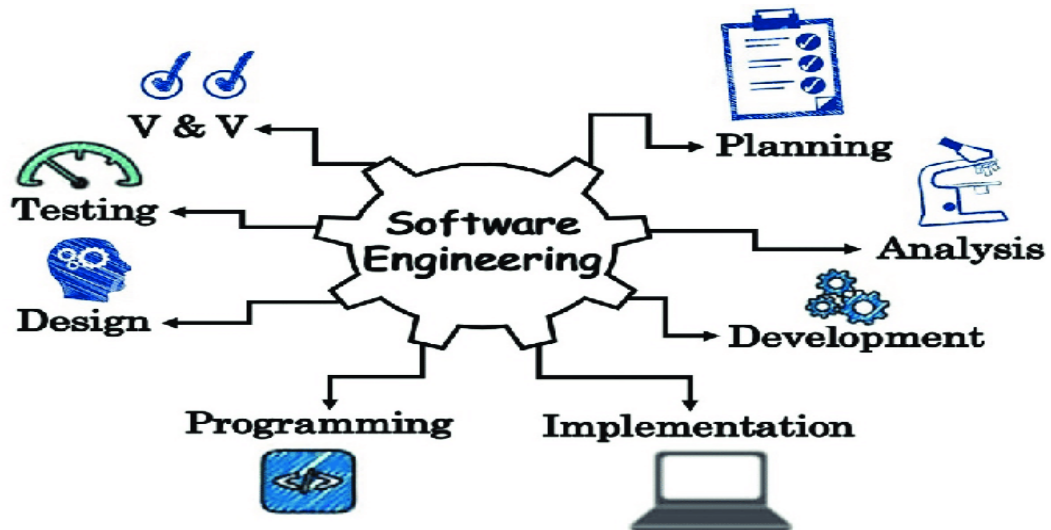 V & V
Planning
Testing
Software
Engineering
Analysis
Design
Development
Programming
Implementation